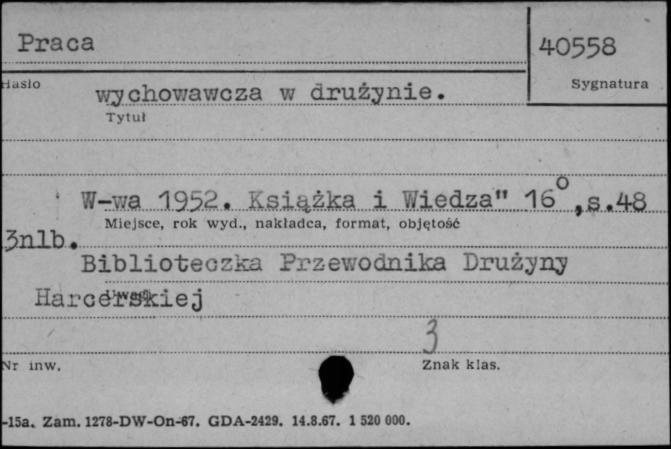 Praca
40558
Hasło
Sygnatura
wychowawcza w drużynie.
Tytuł
W-wa 1952. Książka i Wiedza" 16°, s.48
Miejsce, rok wyd., nakładca, format, objętość
3nlb.
Biblioteczka Przewodnika Drużyny
Harcerskiej
3
Nr inw.
Znak klas.
-15a. Zam. 1278-DW-On-67. GDA-2429. 14.8.67. 1 520 000.